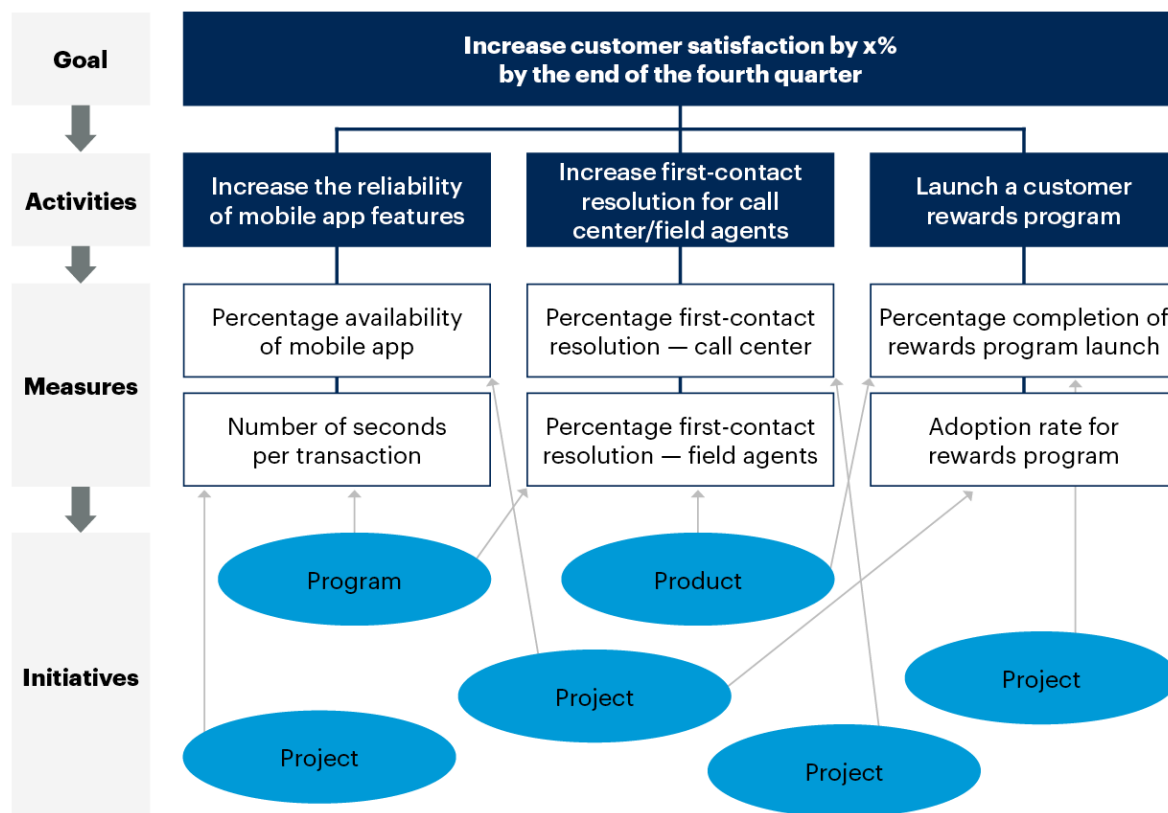 Goal
Increase customer satisfaction by x%
by the end of the fourth quarter
Activities
Increase the reliability
of mobile app features
Increase first-contact
resolution for call
center/field agents
Launch a customer
rewards program
Measures
Percentage availability
of mobile app
Percentage first-contact
resolution — call center
Percentage completion of
rewards program launch
Number of seconds
per transaction
Percentage first-contact
resolution — field agents
Adoption rate for
rewards program
Initiatives
Program
Product
Project
Project
Project
Project